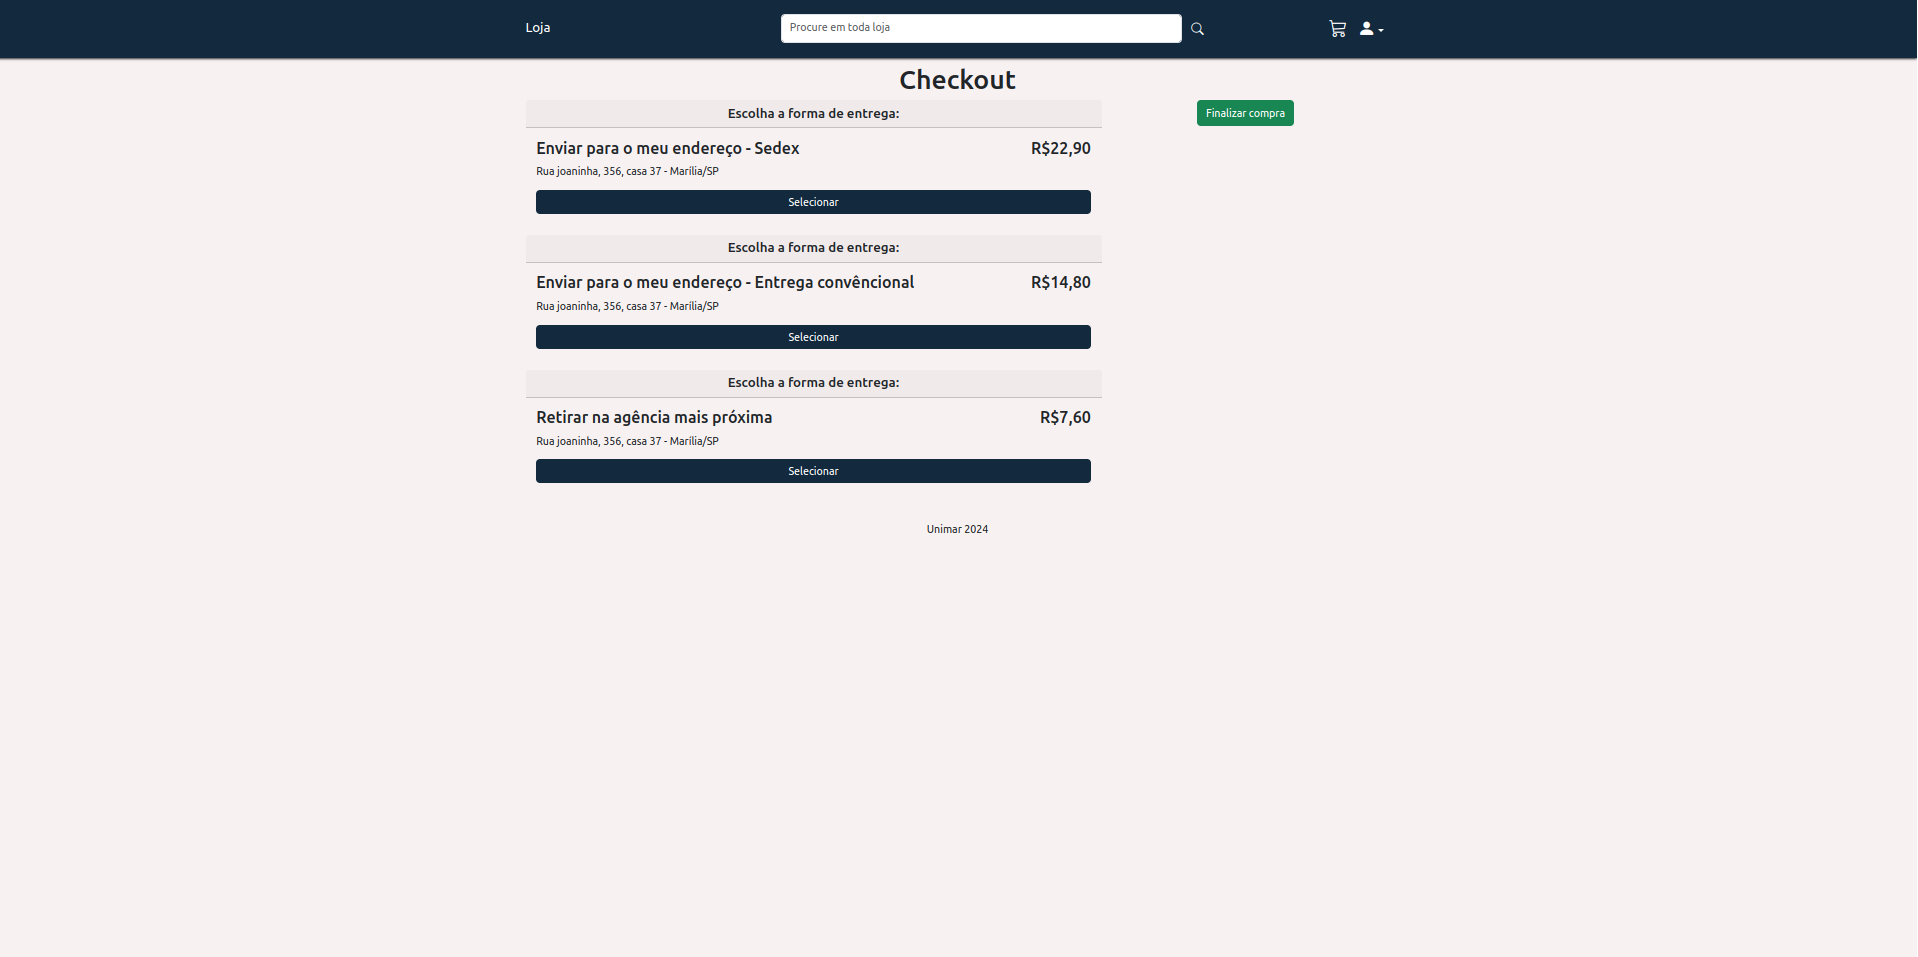 Loja
Procure em toda loja
Checkout
Escolha a forma de entrega:
Finalizar compra
Enviar para o meu endereço - Sedex
R$22,90
Rua joaninha, 356, casa 37 - Marília/SP
Selecionar
Escolha a forma de entrega:
Enviar para o meu endereço - Entrega convêncional
R$14,80
Rua joaninha, 356, casa 37 - Marília/SP
Selecionar
Escolha a forma de entrega:
Retirar na agência mais próxima
R$7,60
Rua joaninha, 356, casa 37 - Marília/SP
Selecionar
Unimar 2024